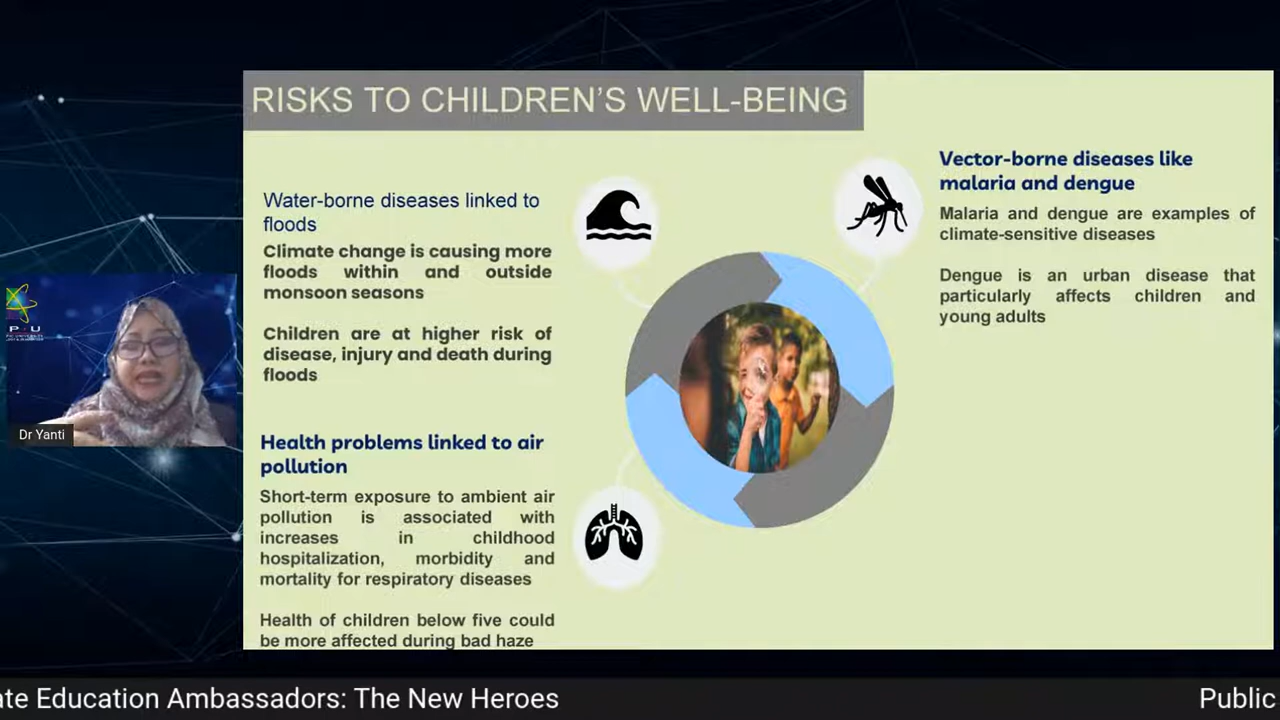 RISKS TO CHILDREN'S WELL-BEING
Water-borne diseases linked to
floods
Climate change is causing more
floods within and outside
monsoon seasons
Children are at higher risk of
disease, injury and death during
floods
Health problems linked to air
pollution
Short-term exposure to ambient air
pollution is associated with
increases in childhood
hospitalization, morbidity and
mortality for respiratory diseases
Health of children below five could
be more affected during bad haze
Vector-borne diseases like
malaria and dengue
Malaria and dengue are examples of
climate-sensitive diseases
Dengue is an urban disease that
particularly affects children and
young adults
Dr Yanti
ate Education Ambassadors: The New Heroes
Public